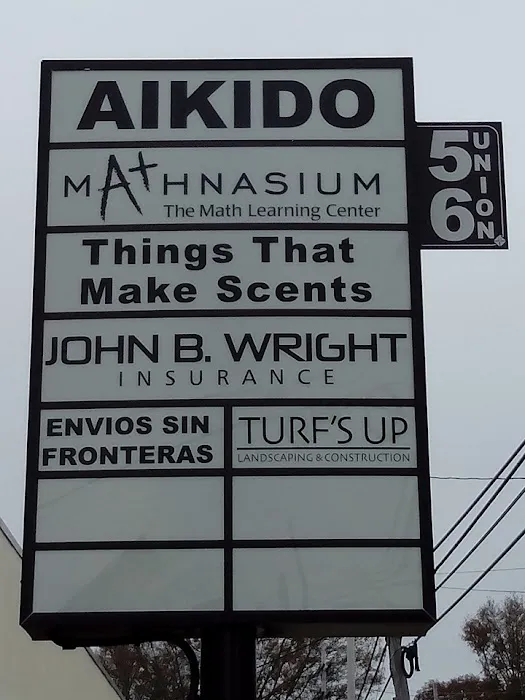 AIKIDO
MATHNASIUM
The Math Learning Center
Things That
Make Scents
JOHN B. WRIGHT
INSURANCE
ENVIOS SIN
FRONTERAS
TURF'S UP
LANDSCAPING & CONSTRUCTION
56
UNION